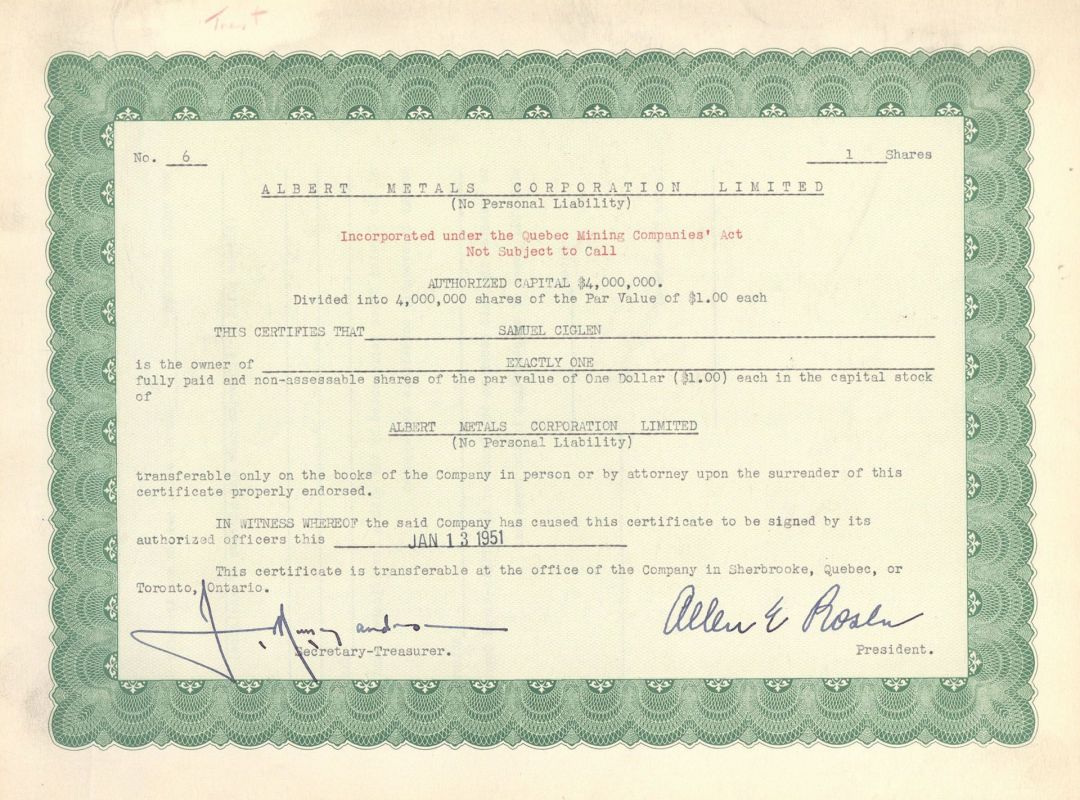 Trust
No. 6 1 Shares
ALBERT METALS CORPORATION LIMITED
(No Personal Liability)
Incorporated under the Quebec Mining Companies' Act
Not Subject to Call
AUTHORIZED CAPITAL $4,000,000.
Divided into 4,000,000 shares of the Par Value of $1.00 each
THIS CERTIFIES THAT SAMUEL CIGLEN
is the owner of EXACTLY ONE
fully paid and non-assessable shares of the par value of One Dollar ($1.00) each in the capital stock
of
ALBERT METALS CORPORATION LIMITED
(No Personal Liability)
transferable only on the books of the Company in person or by attorney upon the surrender of this
certificate properly endorsed.
IN WITNESS WHEREOF the said Company has caused this certificate to be signed by its
authorized officers this JAN 13 1951
This certificate is transferable at the office of the Company in Sherbrooke, Quebec, or
Toronto, Ontario.
Allen E Rosen
Secretary-Treasurer. President.